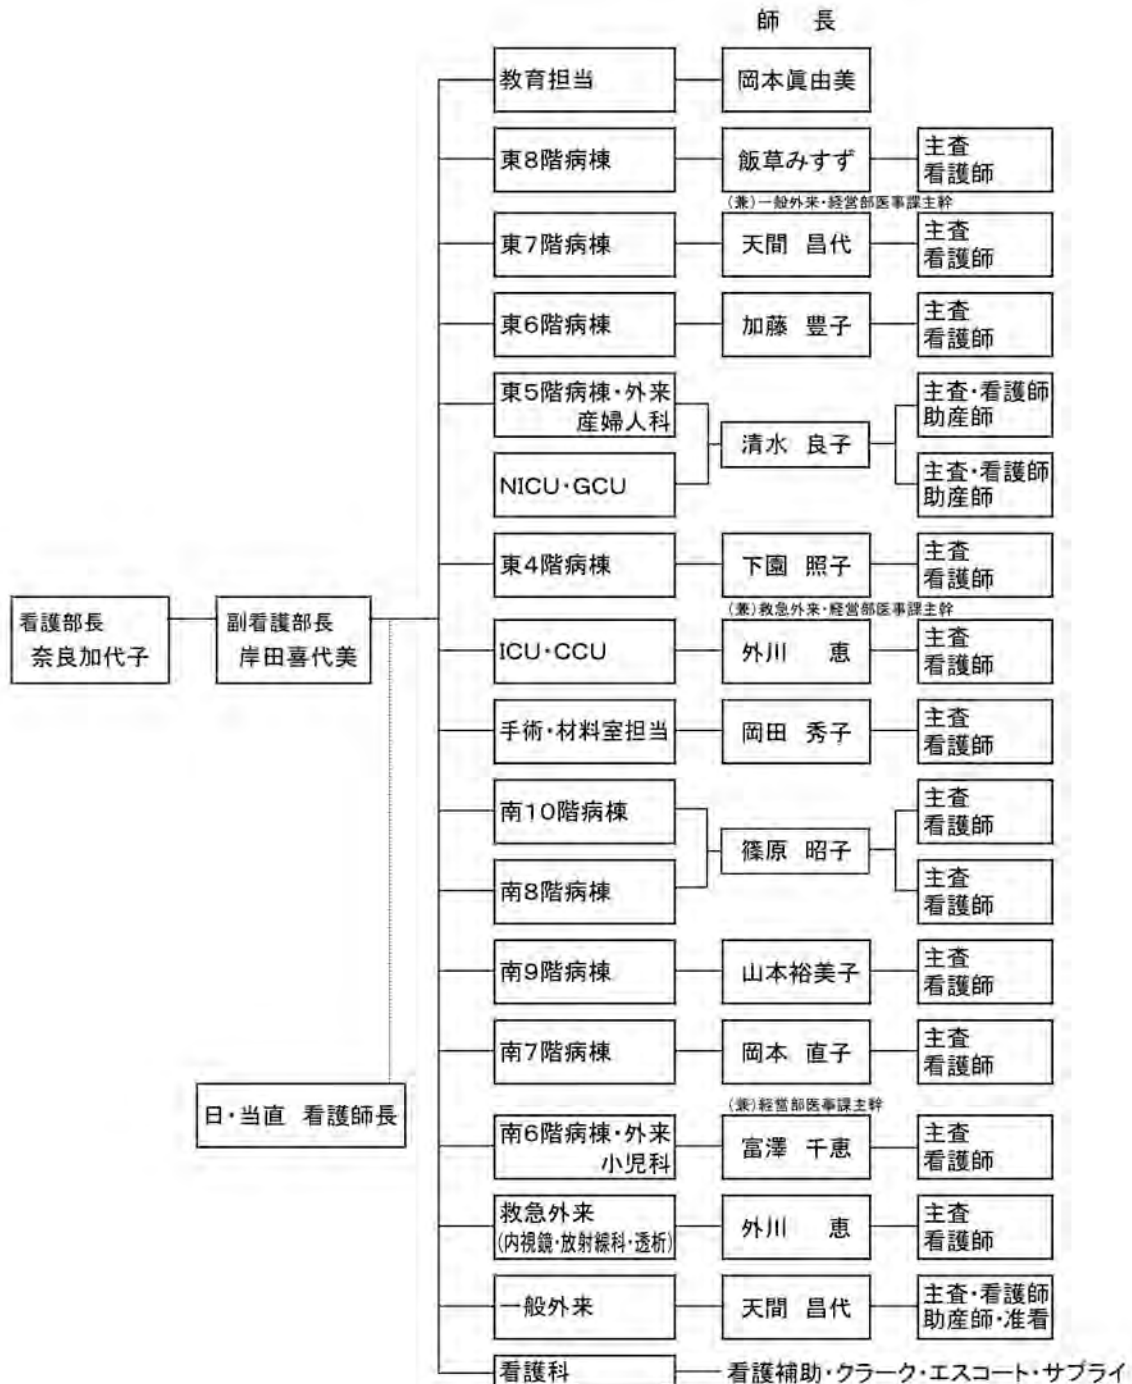 師　長
教育担当
岡本眞由美
東8階病棟
飯草みすず
主査
看護師
(兼)一般外来・経営部医事課主幹
東7階病棟
天間　昌代
主査
看護師
東6階病棟
加藤　豊子
主査
看護師
東5階病棟・外来
産婦人科
NICU・GCU
清水　良子
主査・看護師
助産師
主査・看護師
助産師
東4階病棟
下園　照子
主査
看護師
看護部長
奈良加代子
副看護部長
岸田喜代美
(兼)救急外来・経営部医事課主幹
ICU・CCU
外川　恵
主査
看護師
手術・材料室担当
岡田　秀子
主査
看護師
南10階病棟
南8階病棟
篠原　昭子
主査
看護師
主査
看護師
南9階病棟
山本裕美子
主査
看護師
南7階病棟
岡本　直子
主査
看護師
日・当直　看護師長
(兼)経営部医事課主幹
南6階病棟・外来
小児科
富澤　千恵
主査
看護師
救急外来
(内視鏡・放射線科・透析)
外川　恵
主査
看護師
一般外来
天間　昌代
主査・看護師
助産師・准看
看護科
看護補助・クラーク・エスコート・サプライ